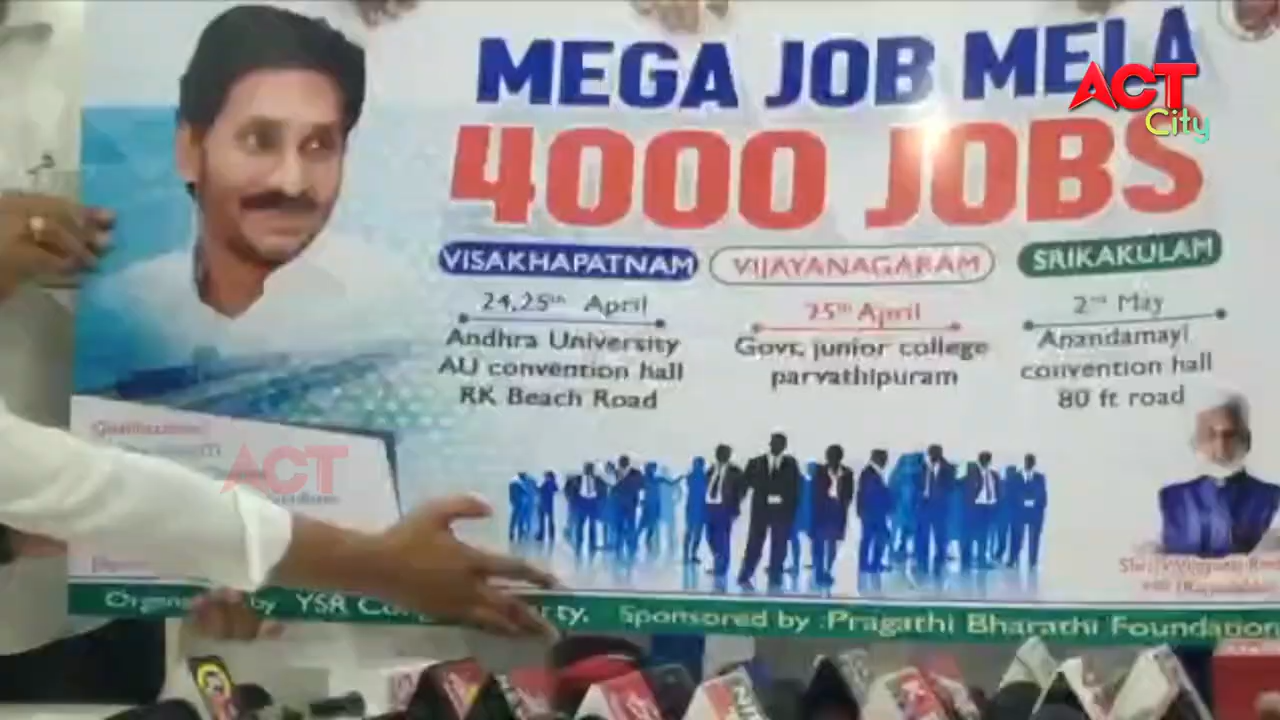 MEGA JOB MELA
ACT
City
4000 JOBS
VISAKHAPATNAM
24,25th April
Andhra University
AU convention hall
RK Beach Road
VIJAYANAGARAM
25th April
Govt. junior college
parvathipuram
SRIKAKULAM
2nd May
Anandamayi
convention hall
80 ft road
ACT
by YSR
Sponsored by :Pragathi Bharathi Foundation